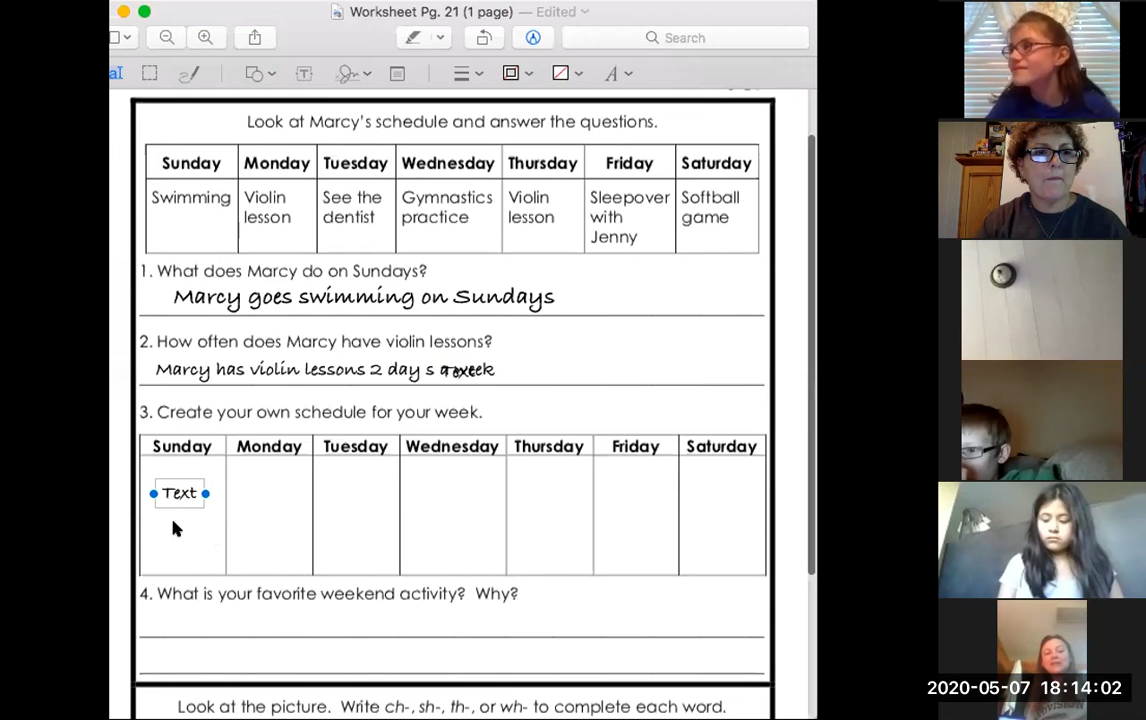 Worksheet Pg. 21 (1 page) — Edited
Search
Look at Marcy's schedule and answer the questions.
Sunday Monday Tuesday Wednesday Thursday Friday Saturday
Swimming Violin lesson See the dentist Gymnastics practice Violin lesson Sleepover with Jenny Softball game
1. What does Marcy do on Sundays?
Marcy goes swimming on Sundays
2. How often does Marcy have violin lessons?
Marcy has violin lessons 2 day s a week
3. Create your own schedule for your week.
Sunday Monday Tuesday Wednesday Thursday Friday Saturday
Text
4. What is your favorite weekend activity? Why?
Look at the picture. Write ch-, sh-, th-, or wh- to complete each word.
2020-05-07 18:14:02